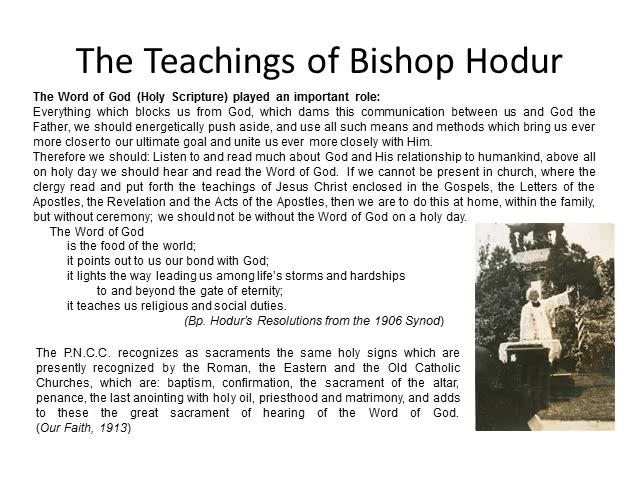 The Teachings of Bishop Hodur
The Word of God (Holy Scripture) played an important role:
Everything which blocks us from God, which dams this communication between us and God the
Father, we should energetically push aside, and use all such means and methods which bring us ever
more closer to our ultimate goal and unite us ever more closely with Him.
Therefore we should: Listen to and read much about God and His relationship to humankind, above all
on holy day we should hear and read the Word of God. If we cannot be present in church, where the
clergy read and put forth the teachings of Jesus Christ enclosed in the Gospels, the Letters of the
Apostles, the Revelation and the Acts of the Apostles, then we are to do this at home, within the family,
but without ceremony; we should not be without the Word of God on a holy day.
The Word of God
is the food of the world;
it points out to us our bond with God;
it lights the way leading us among life's storms and hardships
to and beyond the gate of eternity;
it teaches us religious and social duties.
(Bp. Hodur's Resolutions from the 1906 Synod)
The P.N.C.C. recognizes as sacraments the same holy signs which are
presently recognized by the Roman, the Eastern and the Old Catholic
Churches, which are: baptism, confirmation, the sacrament of the altar,
penance, the last anointing with holy oil, priesthood and matrimony, and adds
to these the great sacrament of hearing of the Word of God.
(Our Faith, 1913)